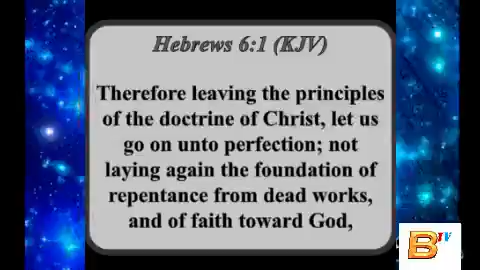 Hebrews 6:1 (KJV)
Therefore leaving the principles
of the doctrine of Christ, let us
go on unto perfection; not
laying again the foundation of
repentance from dead works,
and of faith toward God,
B TV